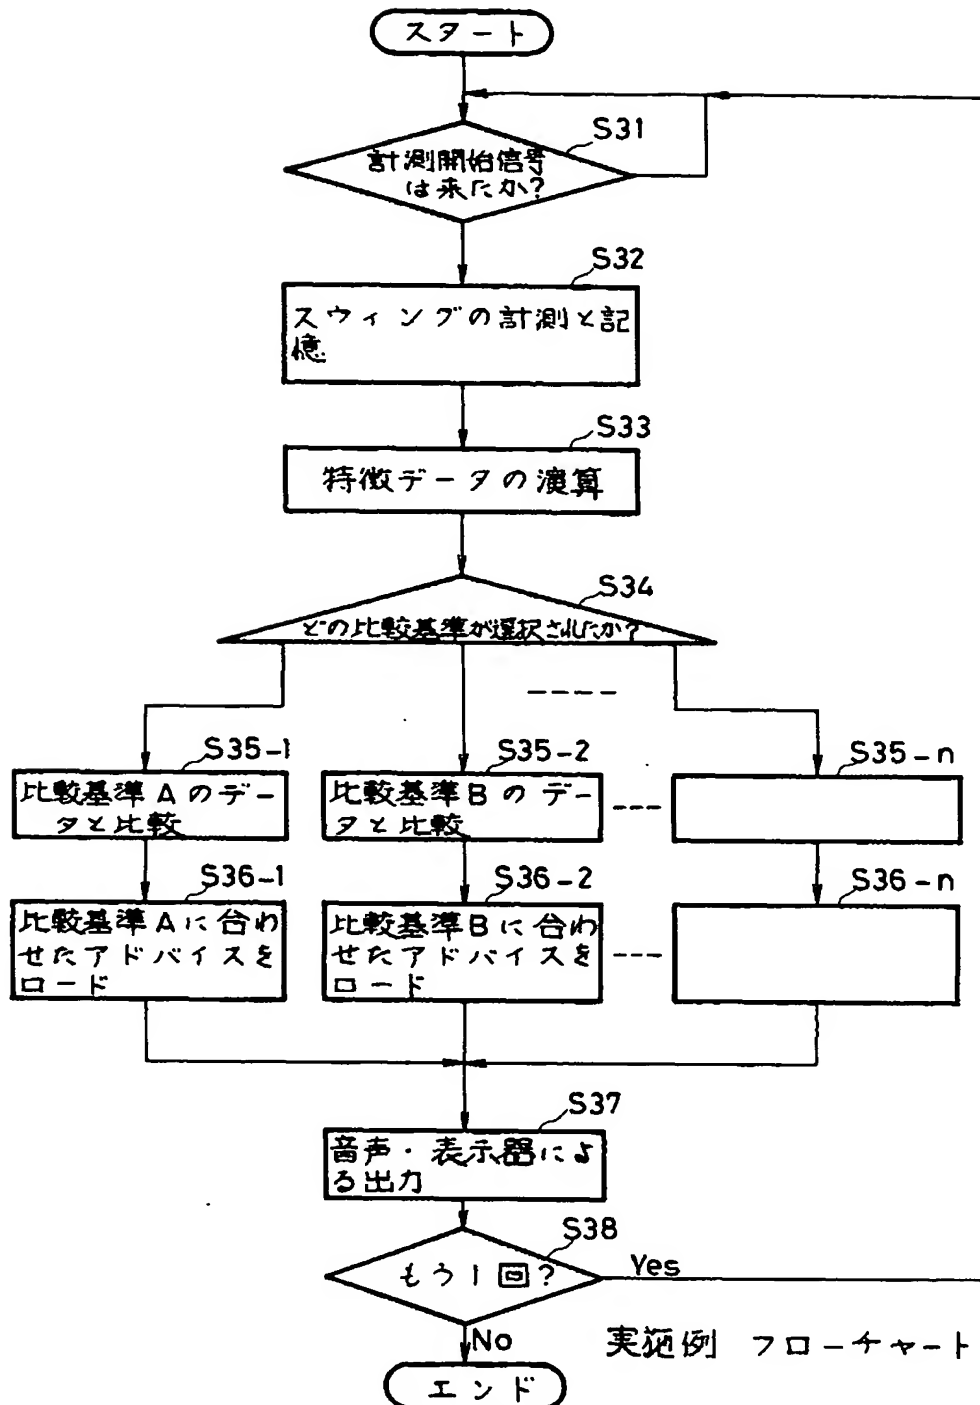 スタート
S31
計測開始信号
は来たか?
S32
スウィングの計測と記
憶
S33
特徴データの演算
S34
どの比較基準が選択されたか?
S35-1
比較基準Aのデー
タと比較
S35-2
比較基準Bのデー
タと比較
S35-n
S36-1
比較基準Aに合わ
せたアドバイスを
ロード
S36-2
比較基準Bに合わ
せたアドバイスを
ロード
S36-n
S37
音声・表示器によ
る出力
S38
もう1回?
Yes
No
エンド
実施例 フローチャート